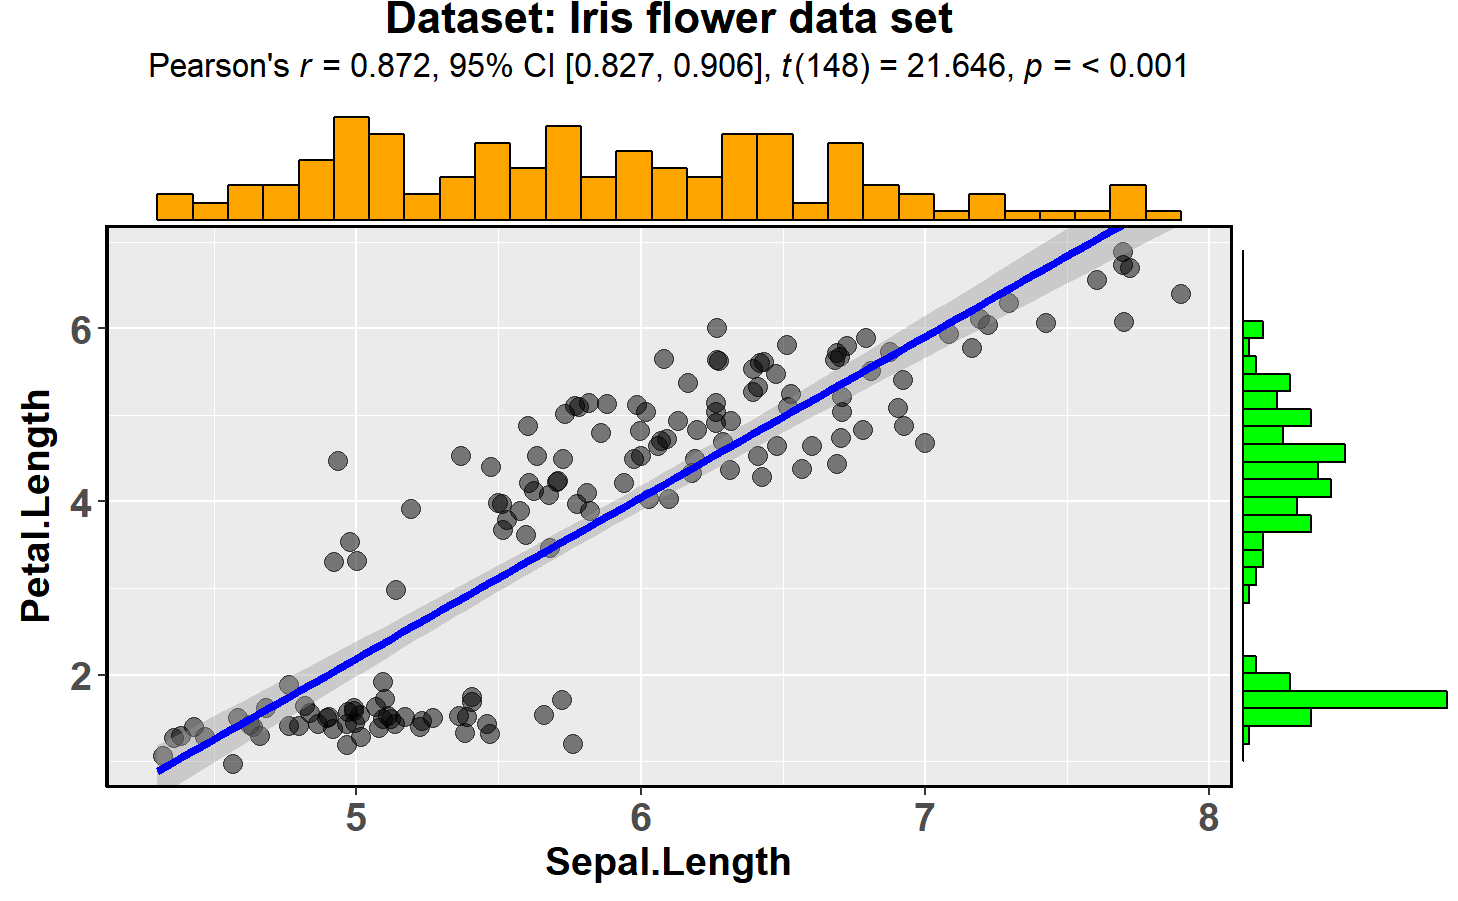 Dataset: Iris flower data set
Pearson's r = 0.872, 95% CI [0.827, 0.906], t(148) = 21.646, p = < 0.001
6
4
2
Petal.Length
5 6 7 8
Sepal.Length